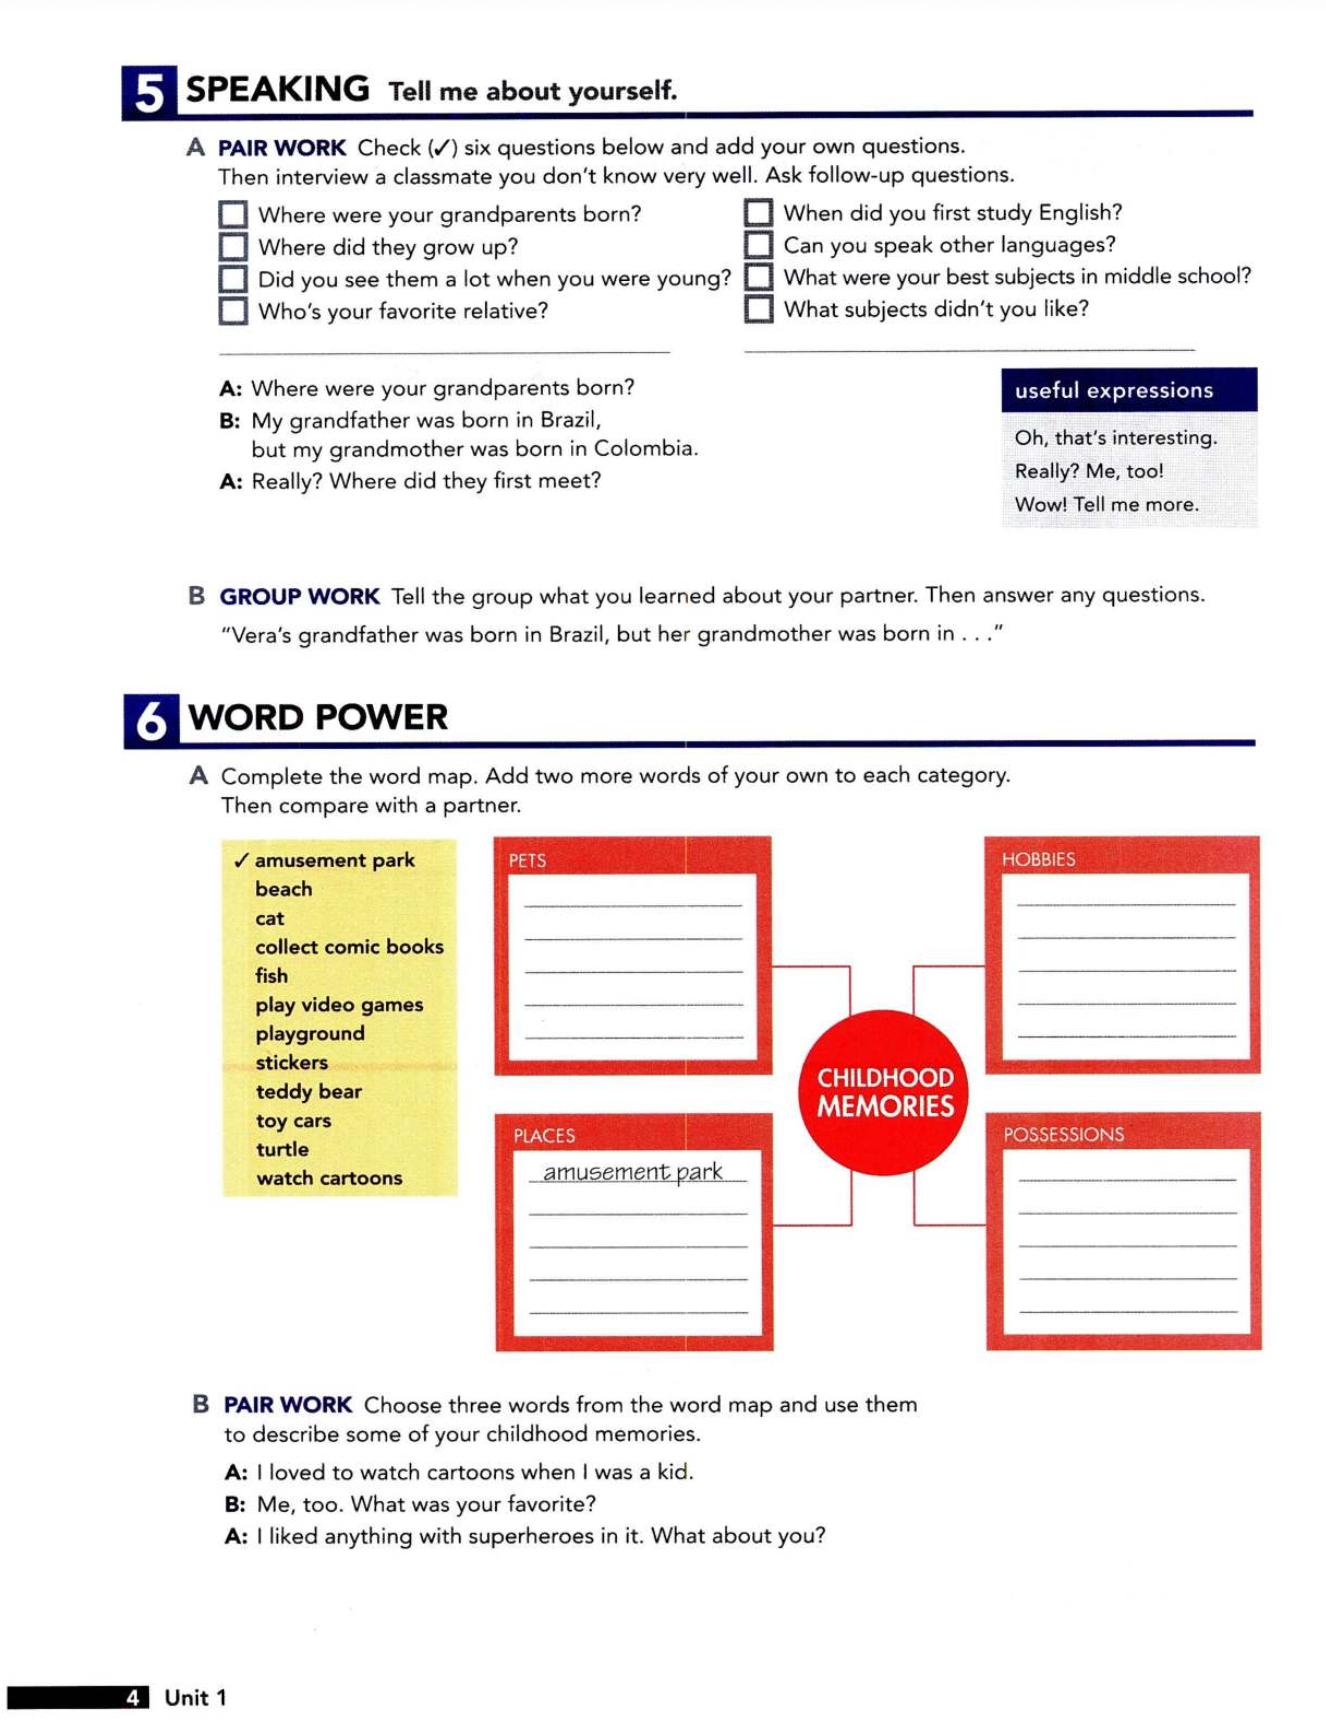 5 SPEAKING Tell me about yourself.
A PAIR WORK Check (✓) six questions below and add your own questions.
Then interview a classmate you don't know very well. Ask follow-up questions.
Where were your grandparents born?
Where did they grow up?
Did you see them a lot when you were young?
Who's your favorite relative?
When did you first study English?
Can you speak other languages?
What were your best subjects in middle school?
What subjects didn't you like?
A: Where were your grandparents born?
B: My grandfather was born in Brazil,
but my grandmother was born in Colombia.
A: Really? Where did they first meet?
useful expressions
Oh, that's interesting.
Really? Me, too!
Wow! Tell me more.
B GROUP WORK Tell the group what you learned about your partner. Then answer any questions.
"Vera's grandfather was born in Brazil, but her grandmother was born in . . ."
6 WORD POWER
A Complete the word map. Add two more words of your own to each category.
Then compare with a partner.
✓ amusement park
beach
cat
collect comic books
fish
play video games
playground
stickers
teddy bear
toy cars
turtle
watch cartoons
PETS
HOBBIES
CHILDHOOD
MEMORIES
PLACES
amusement park
POSSESSIONS
B PAIR WORK Choose three words from the word map and use them
to describe some of your childhood memories.
A: I loved to watch cartoons when I was a kid.
B: Me, too. What was your favorite?
A: I liked anything with superheroes in it. What about you?
4 Unit 1